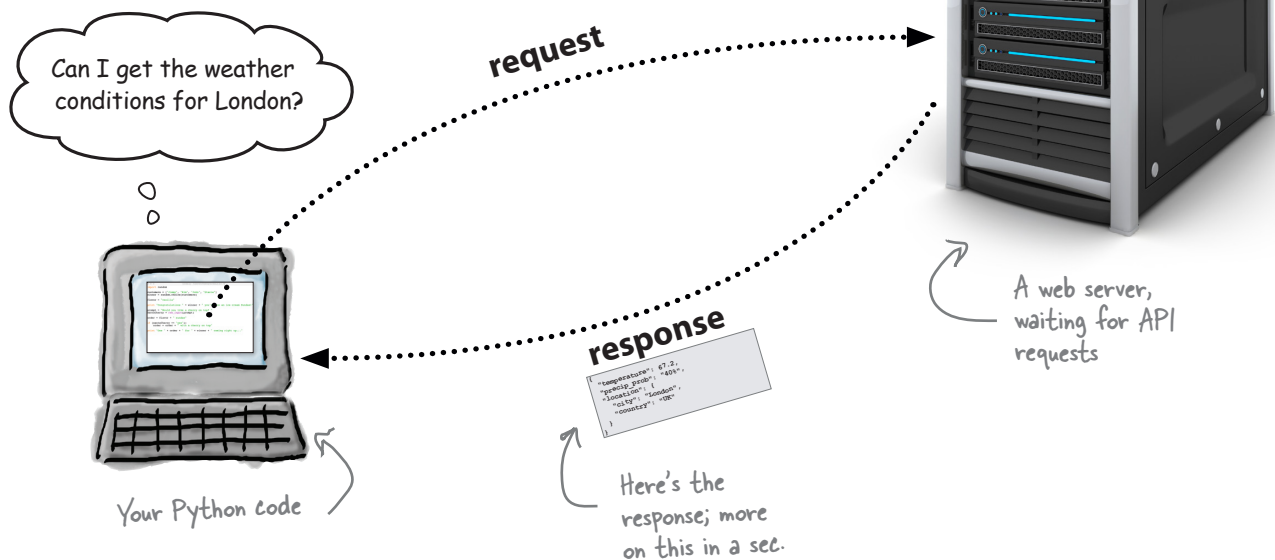 Can I get the weather
conditions for London?
request
response
{
"temperature": 67.2,
"precip_prob": "40%",
"location": {
"city": "London",
"country": "UK"
}
}
A web server,
waiting for API
requests
Your Python code
Here's the
response; more
on this in a sec.